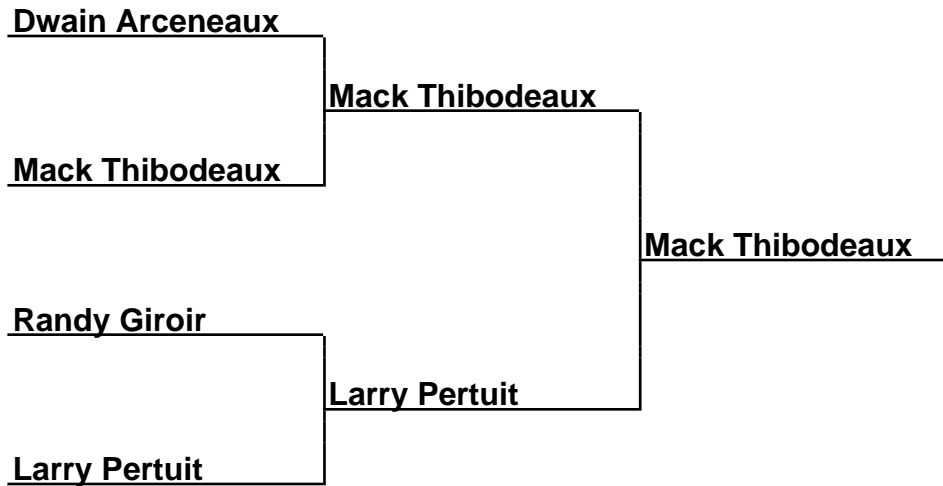 Dwain Arceneaux
Mack Thibodeaux
Mack Thibodeaux
Mack Thibodeaux
Randy Giroir
Larry Pertuit
Larry Pertuit